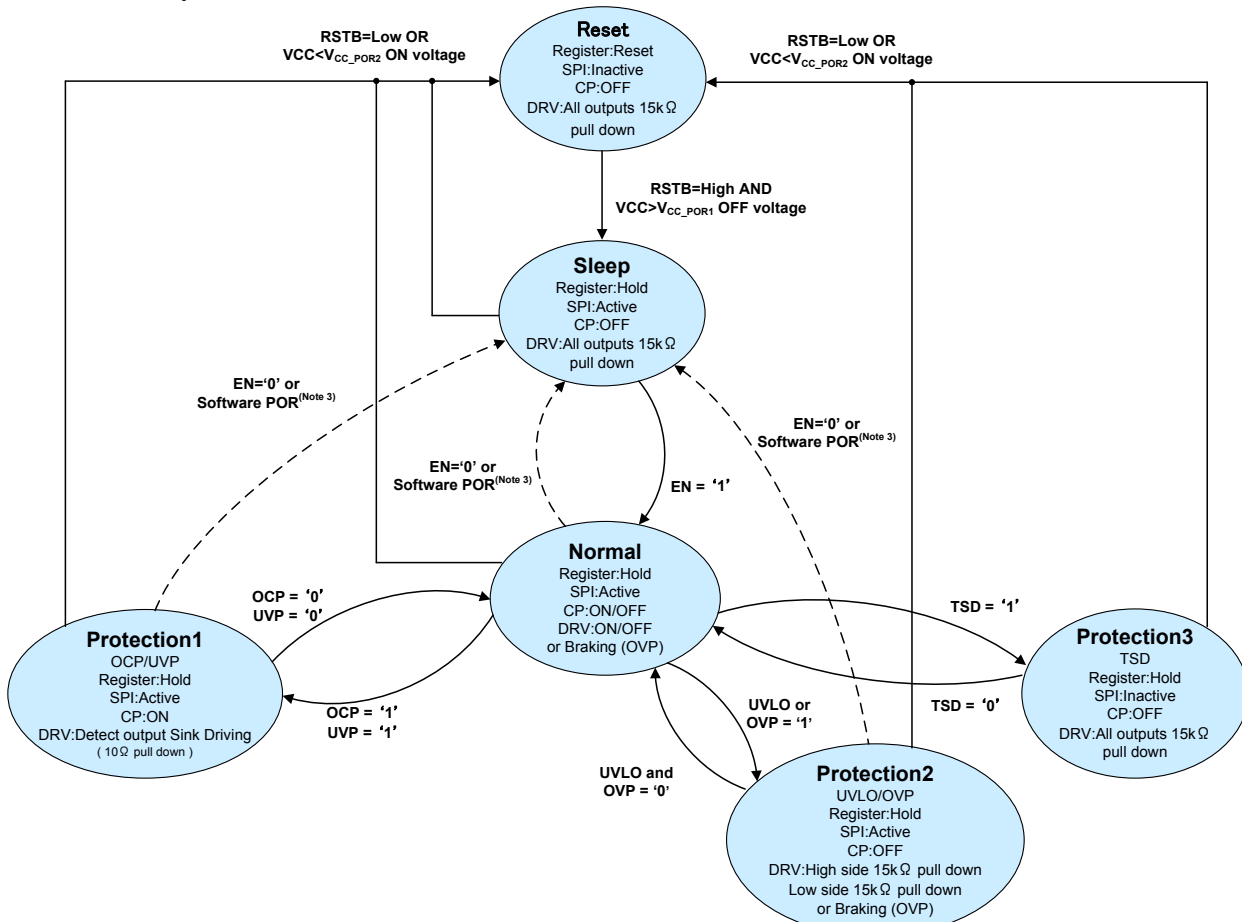 Reset
Register:Reset
SPI:Inactive
CP:OFF
DRV:All outputs 15kΩ
pull down
RSTB=Low OR
VCC<VCC_POR2 ON voltage
RSTB=Low OR
VCC<VCC_POR2 ON voltage
RSTB=High AND
VCC>VCC_POR1 OFF voltage
Sleep
Register:Hold
SPI:Active
CP:OFF
DRV:All outputs 15kΩ
pull down
EN='0' or
Software POR(Note 3)
EN='0' or
Software POR(Note 3)
EN='0' or
Software POR(Note 3)
EN = '1'
Normal
Register:Hold
SPI:Active
CP:ON/OFF
DRV:ON/OFF
or Braking (OVP)
OCP = '0'
UVP = '0'
OCP = '1'
UVP = '1'
TSD = '1'
TSD = '0'
UVLO or
OVP = '1'
UVLO and
OVP = '0'
Protection1
OCP/UVP
Register:Hold
SPI:Active
CP:ON
DRV:Detect output Sink Driving
( 10Ω pull down )
Protection3
TSD
Register:Hold
SPI:Inactive
CP:OFF
DRV:All outputs 15kΩ
pull down
Protection2
UVLO/OVP
Register:Hold
SPI:Active
CP:OFF
DRV:High side 15kΩ pull down
Low side 15kΩ pull down
or Braking (OVP)